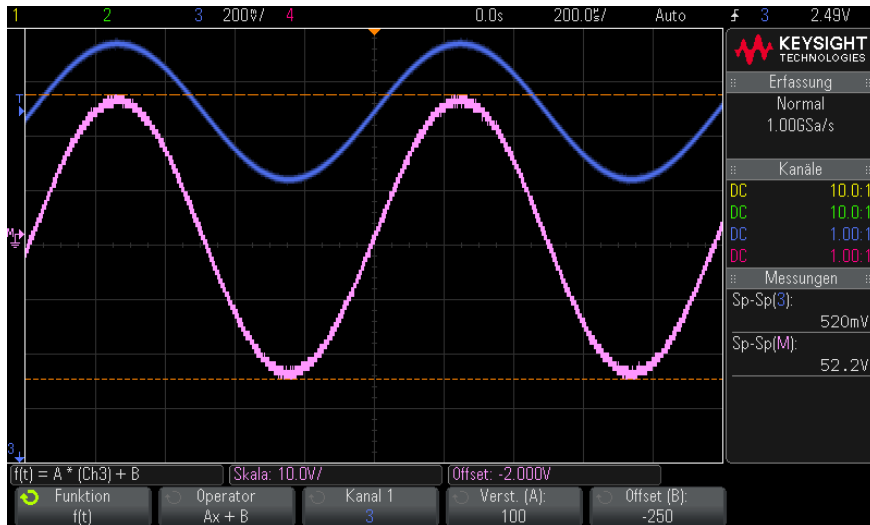 1 2 3 200♈/ 4 0.0s 200.0㎲/ Auto 3 2.49V
KEYSIGHT
TECHNOLOGIES
Erfassung
Normal
1.00GSa/s
Kanäle
DC 10.0:1
DC 10.0:1
DC 1.00:1
DC 1.00:1
Messungen
Sp-Sp(3):
520mV
Sp-Sp(M):
52.2V
T
M
3
f(t) = A * (Ch3) + B
Skala: 10.0V/
Offset: -2.000V
Funktion
f(t)
Operator
Ax + B
Kanal 1
3
Verst. (A):
100
Offset (B):
-250